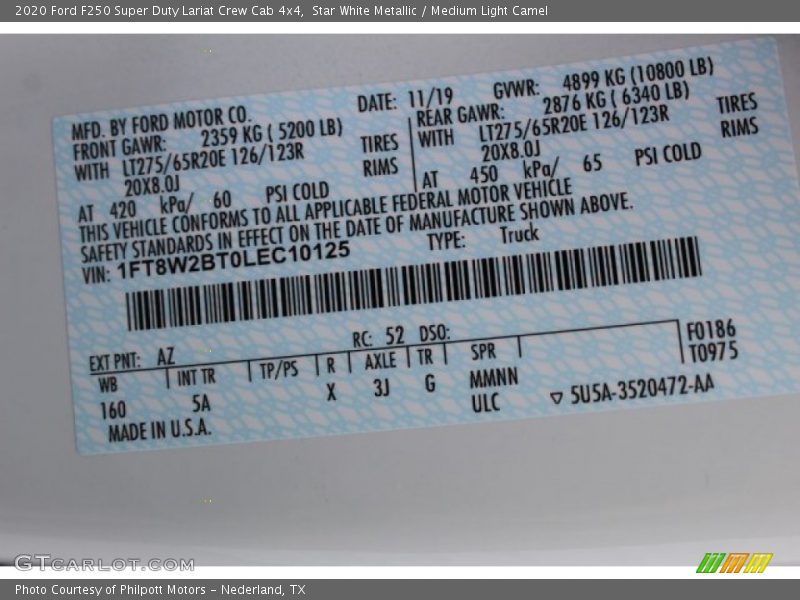 2020 Ford F250 Super Duty Lariat Crew Cab 4x4,  Star White Metallic / Medium Light Camel
MFD. BY FORD MOTOR CO.
DATE: 11/19 GVWR: 4899 KG (10800 LB)
FRONT GAWR: 2359 KG ( 5200 LB)
WITH LT275/65R20E 126/123R TIRES
20X8.0J RIMS
AT 420 kPa/ 60 PSI COLD
REAR GAWR: 2876 KG ( 6340 LB)
WITH LT275/65R20E 126/123R TIRES
20X8.0J RIMS
AT 450 kPa/ 65 PSI COLD
THIS VEHICLE CONFORMS TO ALL APPLICABLE FEDERAL MOTOR VEHICLE
SAFETY STANDARDS IN EFFECT ON THE DATE OF MANUFACTURE SHOWN ABOVE.
VIN: 1FT8W2BT0LEC10125 TYPE: Truck
EXT PNT: AZ RC: 52 DSO: F0186
WB INT TR TP/PS R AXLE TR SPR T0975
160 5A X 3J G MMNN
ULC ▽ 5U5A-3520472-AA
MADE IN U.S.A.
GTCARLOT.COM
Photo Courtesy of Philpott Motors - Nederland, TX